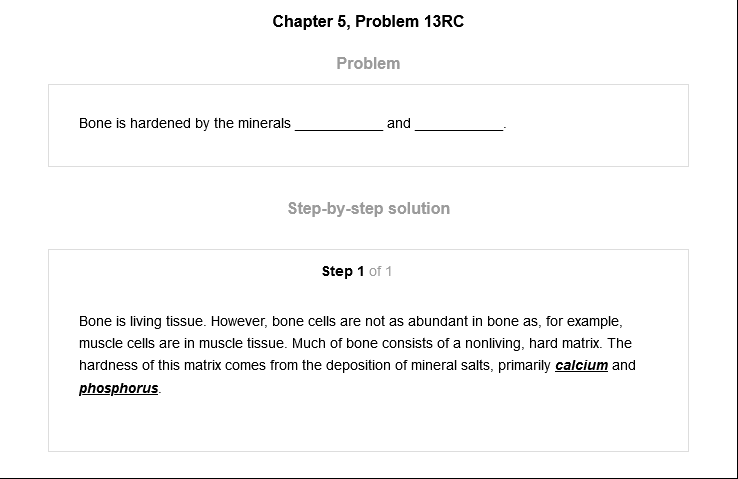 Chapter 5, Problem 13RC
Problem
Bone is hardened by the minerals ___________ and ___________.
Step-by-step solution
Step 1 of 1
Bone is living tissue. However, bone cells are not as abundant in bone as, for example,
muscle cells are in muscle tissue. Much of bone consists of a nonliving, hard matrix. The
hardness of this matrix comes from the deposition of mineral salts, primarily calcium and
phosphorus.